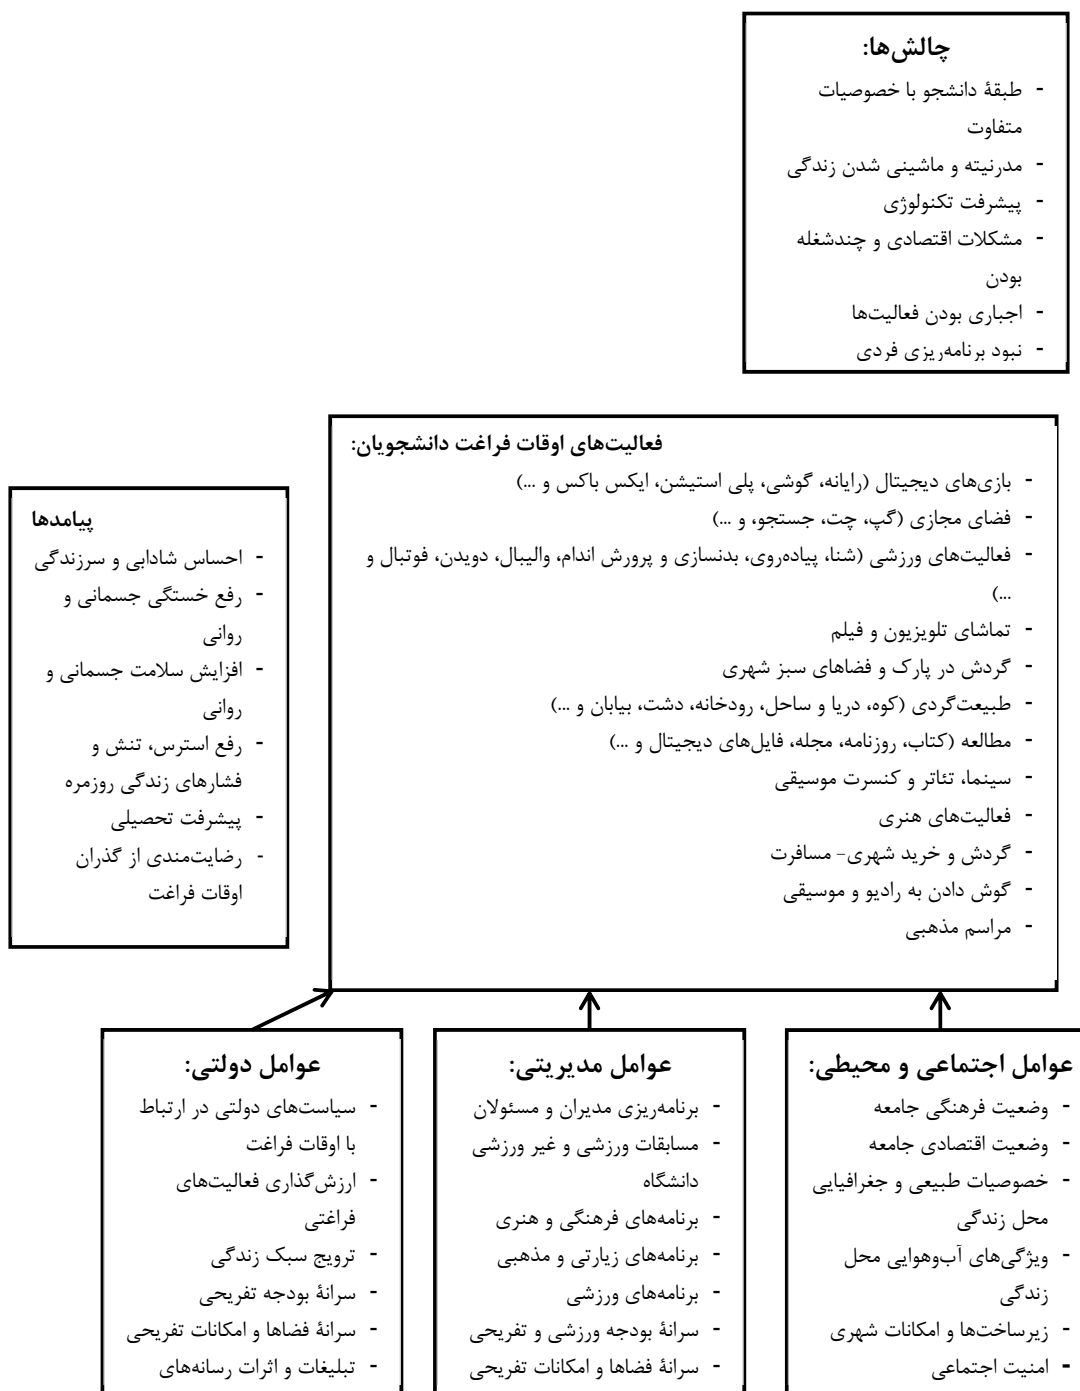 چالش‌ها:
- طبقۀ دانشجو با خصوصیات
متفاوت
- مدرنیته و ماشینی شدن زندگی
- پیشرفت تکنولوژی
- مشکلات اقتصادی و چندشغله
بودن
- اجباری بودن فعالیت‌ها
- نبود برنامه‌ریزی فردی
فعالیت‌های اوقات فراغت دانشجویان:
- بازی‌های دیجیتال (رایانه، گوشی، پلی استیشن، ایکس باکس و ...)
- فضای مجازی (گپ، چت، جستجو، و ...)
- فعالیت‌های ورزشی (شنا، پیاده‌روی، بدنسازی و پرورش اندام، والیبال، دویدن، فوتبال و
...)
- تماشای تلویزیون و فیلم
- گردش در پارک و فضاهای سبز شهری
- طبیعت‌گردی (کوه، دریا و ساحل، رودخانه، دشت، بیابان و ...)
- مطالعه (کتاب، روزنامه، مجله، فایل‌های دیجیتال و ...)
- سینما، تئاتر و کنسرت موسیقی
- فعالیت‌های هنری
- گردش و خرید شهری- مسافرت
- گوش دادن به رادیو و موسیقی
- مراسم مذهبی
پیامدها
- احساس شادابی و سرزندگی
- رفع خستگی جسمانی و
روانی
- افزایش سلامت جسمانی و
روانی
- رفع استرس، تنش و
فشارهای زندگی روزمره
- پیشرفت تحصیلی
- رضایت‌مندی از گذران
اوقات فراغت
عوامل اجتماعی و محیطی:
- وضعیت فرهنگی جامعه
- وضعیت اقتصادی جامعه
- خصوصیات طبیعی و جغرافیایی
محل زندگی
- ویژگی‌های آب‌وهوایی محل
زندگی
- زیرساخت‌ها و امکانات شهری
- امنیت اجتماعی
عوامل مدیریتی:
- برنامه‌ریزی مدیران و مسئولان
- مسابقات ورزشی و غیر ورزشی
دانشگاه
- برنامه‌های فرهنگی و هنری
- برنامه‌های زیارتی و مذهبی
- برنامه‌های ورزشی
- سرانۀ بودجه ورزشی و تفریحی
- سرانۀ فضاها و امکانات تفریحی
عوامل دولتی:
- سیاست‌های دولتی در ارتباط
با اوقات فراغت
- ارزش‌گذاری فعالیت‌های
فراغتی
- ترویج سبک زندگی
- سرانۀ بودجه تفریحی
- سرانۀ فضاها و امکانات تفریحی
- تبلیغات و اثرات رسانه‌های